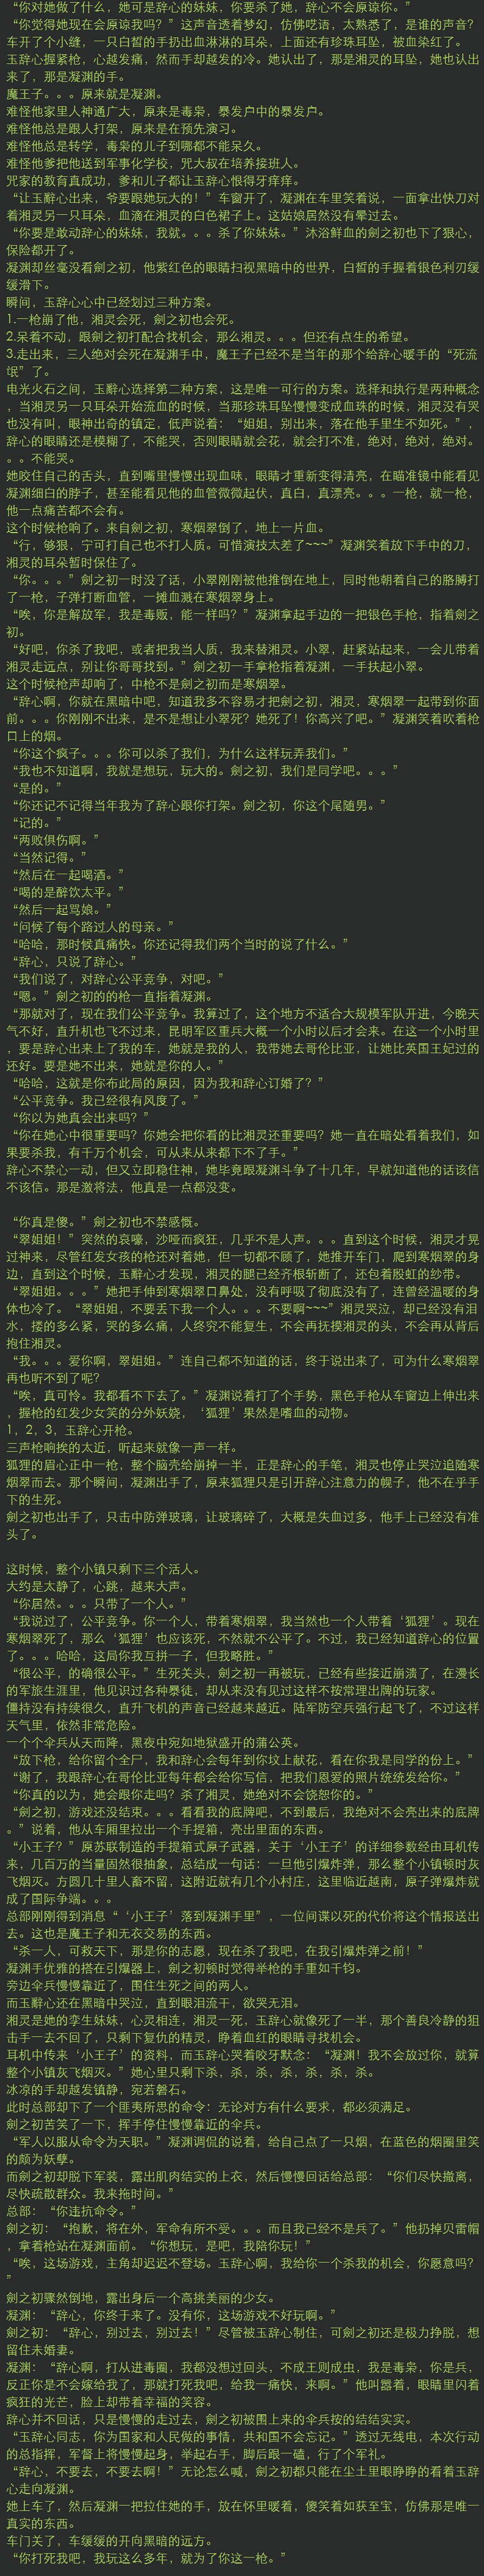 “你对她做了什么，她可是辞心的妹妹，你要杀了她，辞心不会原谅你。”
“你觉得她现在会原谅我吗？”这声音透着梦幻，仿佛呓语，太熟悉了，是谁的声音？
车开了个小缝，一只白皙的手扔出血淋淋的耳朵，上面还有珍珠耳坠，被血染红了。
玉辞心握紧枪，心越发痛，然而手却越发的冷。她认出了，那是湘灵的耳坠，她也认出
来了，那是凝渊的手。
魔王子。。。原来就是凝渊。
难怪他家里人神通广大，原来是毒枭，暴发户中的暴发户。
难怪他总是跟人打架，原来是在预先演习。
难怪他总是转学，毒枭的儿子到哪都不能呆久。
难怪他爹把他送到军事化学校，咒大叔在培养接班人。
咒家的教育真成功，爹和儿子都让玉辞心恨得牙痒痒。
“让玉辭心出来，爷要跟她玩大的！”车窗开了，凝渊在车里笑着说，一面拿出快刀对
着湘灵另一只耳朵，血滴在湘灵的白色裙子上。这姑娘居然没有晕过去。
“你要是敢动辞心的妹妹，我就。。。杀了你妹妹。”沐浴鲜血的劍之初也下了狠心，
保险都开了。
凝渊却丝毫没看劍之初，他紫红色的眼睛扫视黑暗中的世界，白皙的手握着银色利刃缓
缓滑下。
瞬间，玉辞心心中已经划过三种方案。
1.一枪崩了他，湘灵会死，劍之初也会死。
2.呆着不动，跟劍之初打配合找机会，那么湘灵。。。但还有点生的希望。
3.走出来，三人绝对会死在凝渊手中，魔王子已经不是当年的那个给辞心暖手的“死流
氓”了。
电光火石之间，玉辭心选择第二种方案，这是唯一可行的方案。选择和执行是两种概念
，当湘灵另一只耳朵开始流血的时候，当那珍珠耳坠慢慢变成血珠的时候，湘灵没有哭
也没有叫，眼神出奇的镇定，低声说着：“姐姐，别出来，落在他手里生不如死。”，
辞心的眼睛还是模糊了，不能哭，否则眼睛就会花，就会打不准，绝对，绝对，绝对。
。。不能哭。
她咬住自己的舌头，直到嘴里慢慢出现血味，眼睛才重新变得清亮，在瞄准镜中能看见
凝渊细白的脖子，甚至能看见他的血管微微起伏，真白，真漂亮。。。一枪，就一枪，
他一点痛苦都不会有。
这个时候枪响了。来自劍之初，寒烟翠倒了，地上一片血。
“行，够狠，宁可打自己也不打人质。可惜演技太差了~~~”凝渊笑着放下手中的刀，
湘灵的耳朵暂时保住了。
“你。。。”劍之初一时没了话，小翠刚刚被他推倒在地上，同时他朝着自己的胳膊打
了一枪，子弹打断血管，一摊血溅在寒烟翠身上。
“唉，你是解放军，我是毒贩，能一样吗？”凝渊拿起手边的一把银色手枪，指着劍之
初。
“好吧，你杀了我吧，或者把我当人质，我来替湘灵。小翠，赶紧站起来，一会儿带着
湘灵走远点，别让你哥哥找到。”劍之初一手拿枪指着凝渊，一手扶起小翠。
这个时候枪声却响了，中枪不是劍之初而是寒烟翠。
“辞心啊，你就在黑暗中吧，知道我多不容易才把劍之初，湘灵，寒烟翠一起带到你面
前。。。你刚刚不出来，是不是想让小翠死？她死了！你高兴了吧。”凝渊笑着吹着枪
口上的烟。
“你这个疯子。。。你可以杀了我们，为什么这样玩弄我们。”
“我也不知道啊，我就是想玩，玩大的。劍之初，我们是同学吧。。。”
“是的。”
“你还记不记得当年我为了辞心跟你打架。劍之初，你这个尾随男。”
“记的。”
“两败俱伤啊。”
“当然记得。”
“然后在一起喝酒。”
“喝的是醉饮太平。”
“然后一起骂娘。”
“问候了每个路过人的母亲。”
“哈哈，那时候真痛快。你还记得我们两个当时的说了什么。”
“辞心，只说了辞心。”
“我们说了，对辞心公平竞争，对吧。”
“嗯。”劍之初的的枪一直指着凝渊。
“那就对了，现在我们公平竞争。我算过了，这个地方不适合大规模军队开进，今晚天
气不好，直升机也飞不过来，昆明军区重兵大概一个小时以后才会来。在这一个小时里
，要是辞心出来上了我的车，她就是我的人，我带她去哥伦比亚，让她比英国王妃过的
还好。要是她不出来，她就是你的人。”
“哈哈，这就是你布此局的原因，因为我和辞心订婚了？”
“公平竞争。我已经很有风度了。”
“你以为她真会出来吗？”
“你在她心中很重要吗？你她会把你看的比湘灵还重要吗？她一直在暗处看着我们，如
果要杀我，有千万个机会，可从来从来都下不了手。”
辞心不禁心一动，但又立即稳住神，她毕竟跟凝渊斗争了十几年，早就知道他的话该信
不该信。那是激将法，他真是一点都没变。

“你真是傻。”劍之初也不禁感慨。
“翠姐姐！”突然的哀嚎，沙哑而疯狂，几乎不是人声。。。直到这个时候，湘灵才晃
过神来，尽管红发女孩的枪还对着她，但一切都不顾了，她推开车门，爬到寒烟翠的身
边，直到这个时候，玉辭心才发现，湘灵的腿已经齐根斩断了，还包着殷虹的纱带。
“翠姐姐。。。”她把手伸到寒烟翠口鼻处，没有呼吸了彻底没有了，连曾经温暖的身
体也冷了。“翠姐姐，不要丢下我一个人。。。不要啊~~~”湘灵哭泣，却已经没有泪
水，搂的多么紧，哭的多么痛，人终究不能复生，不会再抚摸湘灵的头，不会再从背后
抱住湘灵。
“我。。。爱你啊，翠姐姐。”连自己都不知道的话，终于说出来了，可为什么寒烟翠
再也听不到了呢？
“唉，真可怜。我都看不下去了。”凝渊说着打了个手势，黑色手枪从车窗边上伸出来
，握枪的红发少女笑的分外妖娆，‘狐狸’果然是嗜血的动物。
1，2，3，玉辞心开枪。
三声枪响挨的太近，听起来就像一声一样。
狐狸的眉心正中一枪，整个脑壳给崩掉一半，正是辞心的手笔，湘灵也停止哭泣追随寒
烟翠而去。那个瞬间，凝渊出手了，原来狐狸只是引开辞心注意力的幌子，他不在乎手
下的生死。
劍之初也出手了，只击中防弹玻璃，让玻璃碎了，大概是失血过多，他手上已经没有准
头了。

这时候，整个小镇只剩下三个活人。
大约是太静了，心跳，越来大声。
“你居然。。。只带了一个人。”
“我说过了，公平竞争。你一个人，带着寒烟翠，我当然也一个人带着‘狐狸’。现在
寒烟翠死了，那么‘狐狸’也应该死，不然就不公平了。不过，我已经知道辞心的位置
了。。。哈哈，这局你我互拼一子，但我略胜。”
“很公平，的确很公平。”生死关头，劍之初一再被玩，已经有些接近崩溃了，在漫长
的军旅生涯里，他见识过各种暴徒，却从来没有见过这样不按常理出牌的玩家。
僵持没有持续很久，直升飞机的声音已经越来越近。陆军防空兵强行起飞了，不过这样
天气里，依然非常危险。
一个个伞兵从天而降，黑夜中宛如地狱盛开的蒲公英。
“放下枪，给你留个全尸，我和辞心会每年到你坟上献花，看在你我是同学的份上。”
“谢了，我跟辞心在哥伦比亚每年都会给你写信，把我们恩爱的照片统统发给你。”
“你真的以为，她会跟你走吗？杀了湘灵，她绝对不会饶恕你的。”
“劍之初，游戏还没结束。。。看看我的底牌吧，不到最后，我绝对不会亮出来的底牌
。”说着，他从车厢里拉出一个手提箱，亮出里面的东西。
“小王子？”原苏联制造的手提箱式原子武器，关于‘小王子’的详细参数经由耳机传
来，几百万的当量固然很抽象，总结成一句话：一旦他引爆炸弹，那么整个小镇顿时灰
飞烟灭。方圆几十里人畜不留，这附近就有几个小村庄，这里临近越南，原子弹爆炸就
成了国际争端。。。
总部刚刚得到消息“‘小王子’落到凝渊手里”，一位间谍以死的代价将这个情报送出
去。这也是魔王子和无衣交易的东西。
“杀一人，可救天下，那是你的志愿，现在杀了我吧，在我引爆炸弹之前！”
凝渊手优雅的搭在引爆器上，劍之初顿时觉得举枪的手重如千钧。
旁边伞兵慢慢靠近了，围住生死之间的两人。
而玉辭心还在黑暗中哭泣，直到眼泪流干，欲哭无泪。
湘灵是她的孪生妹妹，心灵相连，湘灵一死，玉辞心就像死了一半，那个善良冷静的狙
击手一去不回了，只剩下复仇的精灵，睁着血红的眼睛寻找机会。
耳机中传来‘小王子’的资料，而玉辞心哭着咬牙默念：“凝渊！我不会放过你，就算
整个小镇灰飞烟灭。”她心里只剩下杀，杀，杀，杀，杀，杀，杀。
冰凉的手却越发镇静，宛若磐石。
此时总部却下了一个匪夷所思的命令：无论对方有什么要求，都必须满足。
劍之初苦笑了一下，挥手停住慢慢靠近的伞兵。
“军人以服从命令为天职。”凝渊调侃的说着，给自己点了一只烟，在蓝色的烟圈里笑
的颇为妖孽。
而劍之初却脱下军装，露出肌肉结实的上衣，然后慢慢回话给总部：“你们尽快撤离，
尽快疏散群众。我来拖时间。”
总部：“你违抗命令。”
劍之初：“抱歉，将在外，军命有所不受。。。而且我已经不是兵了。”他扔掉贝雷帽
，拿着枪站在凝渊面前。“你想玩，是吧，我陪你玩！”
“唉，这场游戏，主角却迟迟不登场。玉辞心啊，我给你一个杀我的机会，你愿意吗？
”
劍之初骤然倒地，露出身后一个高挑美丽的少女。
凝渊：“辞心，你终于来了。没有你，这场游戏不好玩啊。”
劍之初：“辞心，别过去，别过去！”尽管被玉辞心制住，可劍之初还是极力挣脱，想
留住未婚妻。
凝渊：“辞心啊，打从进毒圈，我都没想过回头，不成王则成虫，我是毒枭，你是兵，
反正你是不会嫁给我了，那就打死我吧，给我一痛快，来啊。”他叫嚣着，眼睛里闪着
疯狂的光芒，脸上却带着幸福的笑容。
辞心并不回话，只是慢慢的走过去，劍之初被围上来的伞兵按的结结实实。
“玉辞心同志，你为国家和人民做的事情，共和国不会忘记。”透过无线电，本次行动
的总指挥，军督上将慢慢起身，举起右手，脚后跟一磕，行了个军礼。
“辞心，不要去，不要去啊！”无论怎么喊，劍之初都只能在尘土里眼睁睁的看着玉辞
心走向凝渊。
她上车了，然后凝渊一把拉住她的手，放在怀里暖着，傻笑着如获至宝，仿佛那是唯一
真实的东西。
车门关了，车缓缓的开向黑暗的远方。
“你打死我吧，我玩这么多年，就为了你这一枪。”